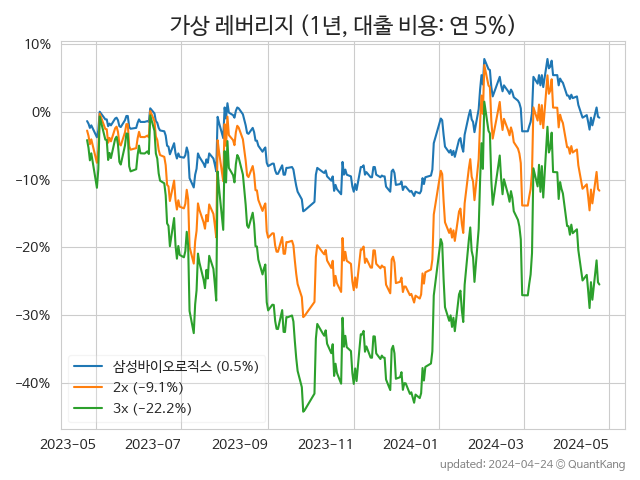 가상 레버리지 (1년, 대출 비용: 연 5%)
10%
0%
−10%
−20%
−30%
−40%
삼성바이오로직스 (0.5%)
2x (−9.1%)
3x (−22.2%)
2023-05 2023-07 2023-09 2023-11 2024-01 2024-03 2024-05
updated: 2024-04-24 © QuantKang